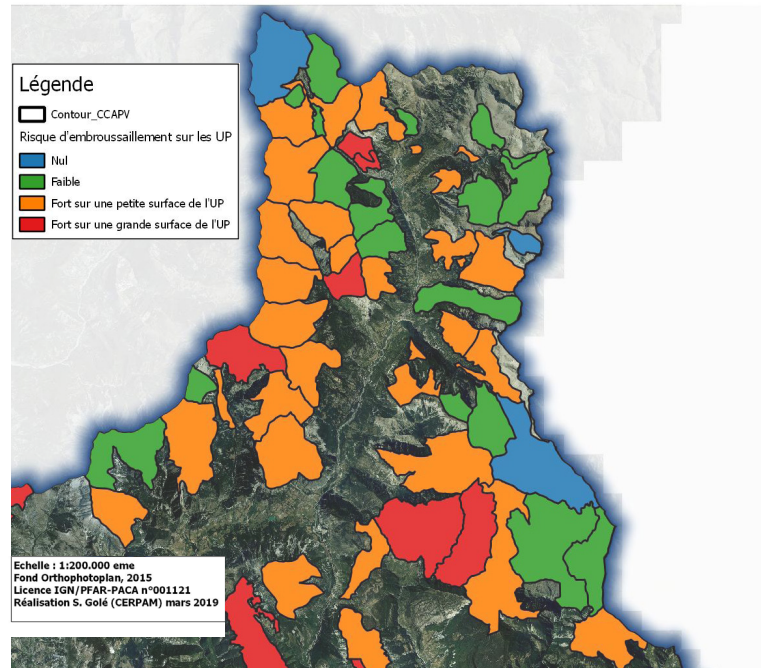 Légende
Contour_CCAPV
Risque d'embroussaillement sur les UP
Nul
Faible
Fort sur une petite surface de l'UP
Fort sur une grande surface de l'UP
Echelle : 1:200.000 eme
Fond Orthophotoplan, 2015
Licence IGN/PFAR-PACA n°001121
Réalisation S. Golé (CERPAM) mars 2019